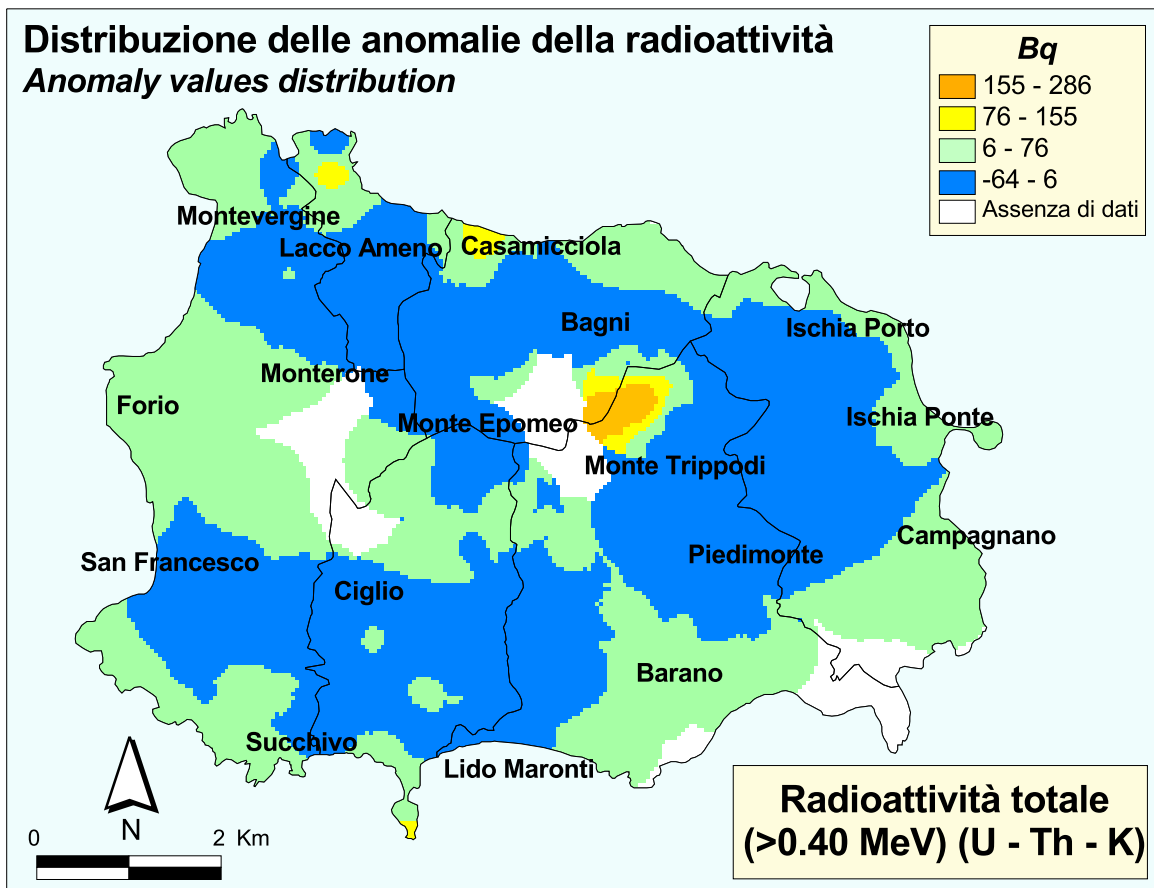 Distribuzione delle anomalie della radioattività
Anomaly values distribution
Bq
155 - 286
76 - 155
6 - 76
-64 - 6
Assenza di dati
Montevergine
Lacco Ameno
Casamicciola
Bagni
Ischia Porto
Monterone
Forio
Monte Epomeo
Ischia Ponte
Monte Trippodi
Campagnano
San Francesco
Piedimonte
Ciglio
Barano
Succhivo
Lido Maronti
N
0 2 Km
Radioattività totale
(>0.40 MeV) (U - Th - K)